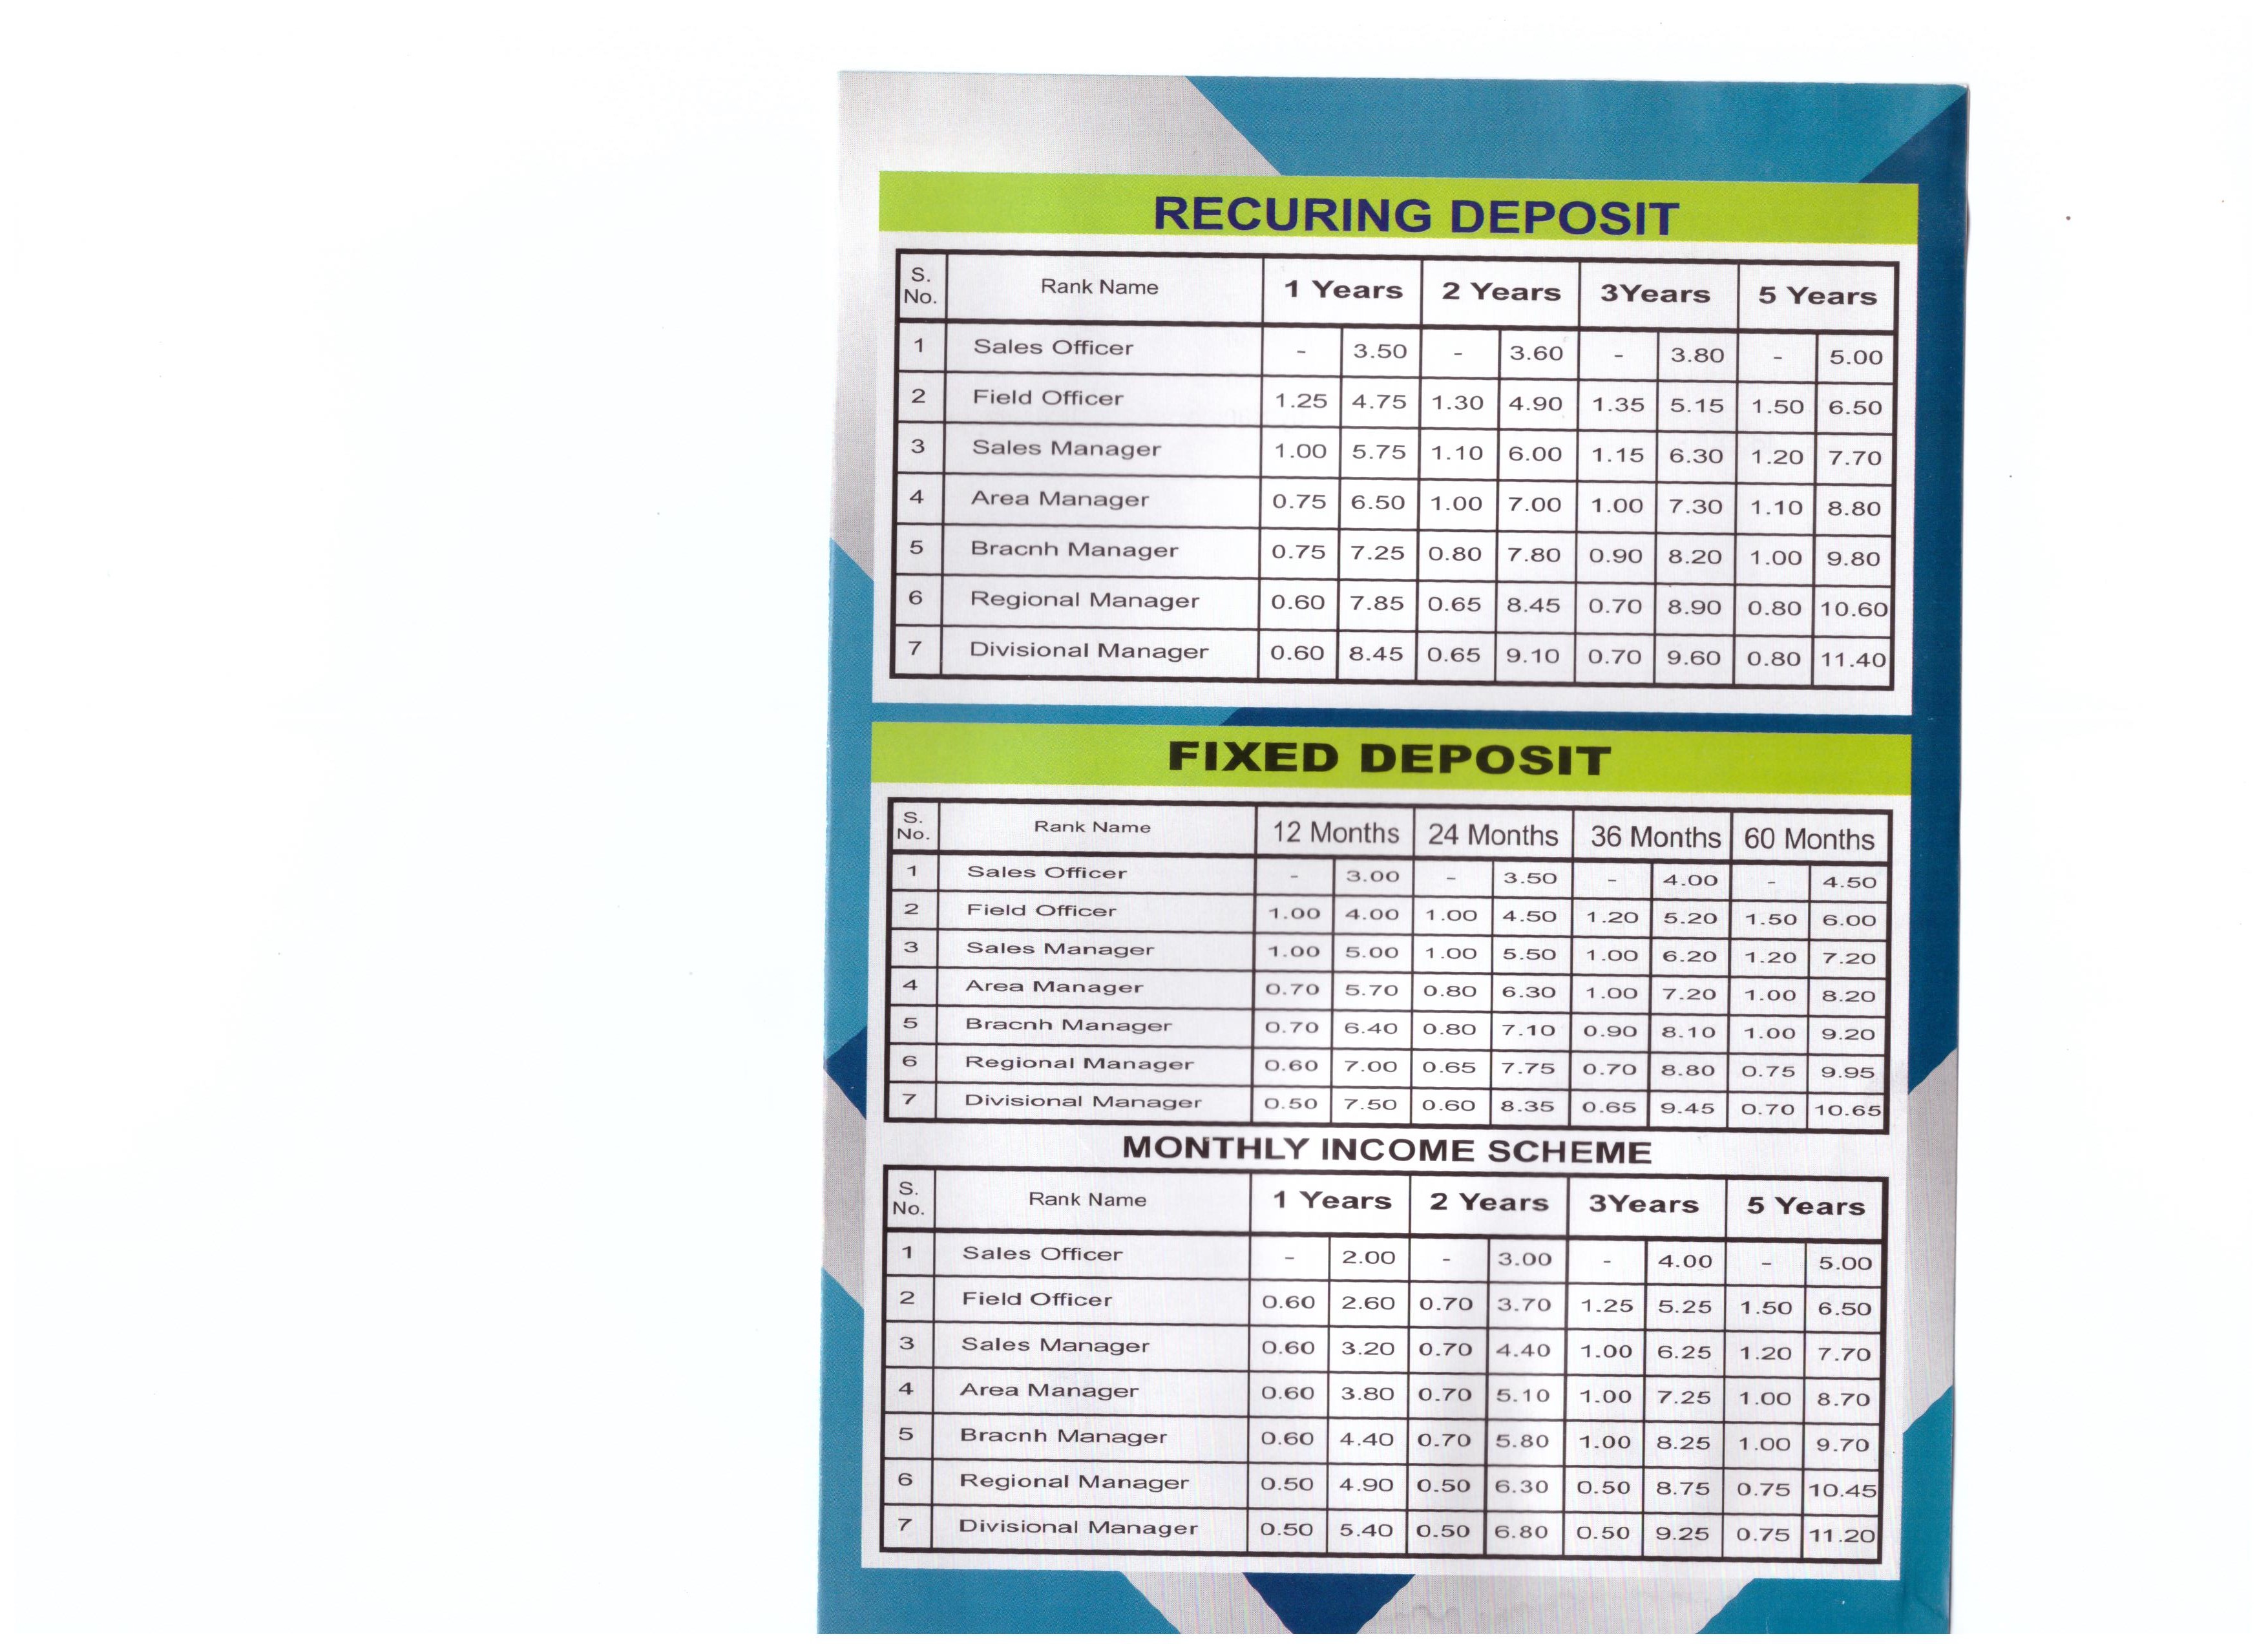 RECURING DEPOSIT
S. No. Rank Name 1 Years 2 Years 3Years 5 Years
1 Sales Officer - 3.50 - 3.60 - 3.80 - 5.00
2 Field Officer 1.25 4.75 1.30 4.90 1.35 5.15 1.50 6.50
3 Sales Manager 1.00 5.75 1.10 6.00 1.15 6.30 1.20 7.70
4 Area Manager 0.75 6.50 1.00 7.00 1.00 7.30 1.10 8.80
5 Bracnh Manager 0.75 7.25 0.80 7.80 0.90 8.20 1.00 9.80
6 Regional Manager 0.60 7.85 0.65 8.45 0.70 8.90 0.80 10.60
7 Divisional Manager 0.60 8.45 0.65 9.10 0.70 9.60 0.80 11.40
FIXED DEPOSIT
S. No. Rank Name 12 Months 24 Months 36 Months 60 Months
1 Sales Officer - 3.00 - 3.50 - 4.00 - 4.50
2 Field Officer 1.00 4.00 1.00 4.50 1.20 5.20 1.50 6.00
3 Sales Manager 1.00 5.00 1.00 5.50 1.00 6.20 1.20 7.20
4 Area Manager 0.70 5.70 0.80 6.30 1.00 7.20 1.00 8.20
5 Bracnh Manager 0.70 6.40 0.80 7.10 0.90 8.10 1.00 9.20
6 Regional Manager 0.60 7.00 0.65 7.75 0.70 8.80 0.75 9.95
7 Divisional Manager 0.50 7.50 0.60 8.35 0.65 9.45 0.70 10.65
MONTHLY INCOME SCHEME
S. No. Rank Name 1 Years 2 Years 3Years 5 Years
1 Sales Officer - 2.00 - 3.00 - 4.00 - 5.00
2 Field Officer 0.60 2.60 0.70 3.70 1.25 5.25 1.50 6.50
3 Sales Manager 0.60 3.20 0.70 4.40 1.00 6.25 1.20 7.70
4 Area Manager 0.60 3.80 0.70 5.10 1.00 7.25 1.00 8.70
5 Bracnh Manager 0.60 4.40 0.70 5.80 1.00 8.25 1.00 9.70
6 Regional Manager 0.50 4.90 0.50 6.30 0.50 8.75 0.75 10.45
7 Divisional Manager 0.50 5.40 0.50 6.80 0.50 9.25 0.75 11.20